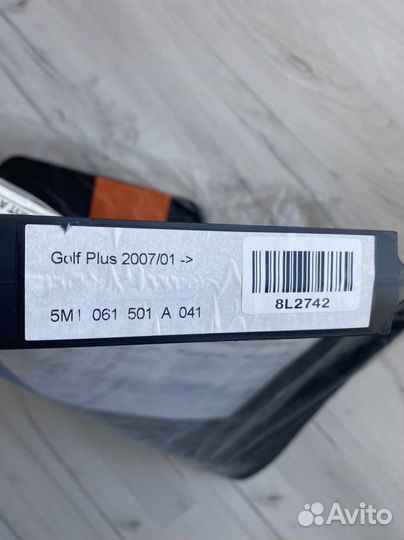 Golf Plus 2007/01 ->
5M1 061 501 A 041
8L2742
Avito